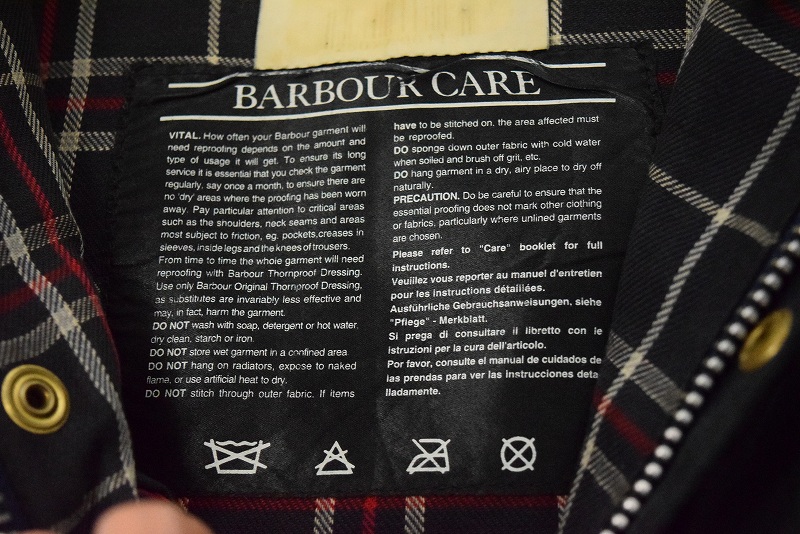 BARBOUR CARE
VITAL. How often your Barbour garment will
need reproofing depends on the amount and
type of usage it will get. To ensure its long
service it is essential that you check the garment
regularly, say once a month, to ensure there are
no 'dry' areas where the proofing has been worn
away. Pay particular attention to critical areas
such as the shoulders, neck seams and areas
most subject to friction, eg. pockets,creases in
sleeves, inside legs and the knees of trousers.
From time to time the whole garment will need
reproofing with Barbour Thornproof Dressing.
Use only Barbour Original Thornproof Dressing,
as substitutes are invariably less effective and
may, in fact, harm the garment.
DO NOT wash with soap, detergent or hot water,
dry clean, starch or iron.
DO NOT store wet garment in a confined area
DO NOT hang on radiators, expose to naked
flame, or use artificial heat to dry.
DO NOT stitch through outer fabric. If items
have to be stitched on, the area affected must
be reproofed.
DO sponge down outer fabric with cold water
when soiled and brush off grit, etc.
DO hang garment in a dry, airy place to dry off
naturally.
PRECAUTION. Do be careful to ensure that the
essential proofing does not mark other clothing
or fabrics, particularly where unlined garments
are chosen.
Please refer to "Care" booklet for full
instructions.
Veuillez vous reporter au manuel d'entretien
pour les instructions détaillées.
Ausführliche Gebrauchsanweisungen, siehe
"Pflege" - Merkblatt.
Si prega di consultare il libretto con le
istruzioni per la cura dell'articolo.
Por favor, consulte el manual de cuidados de
las prendas para ver las instrucciones deta
lladamente.